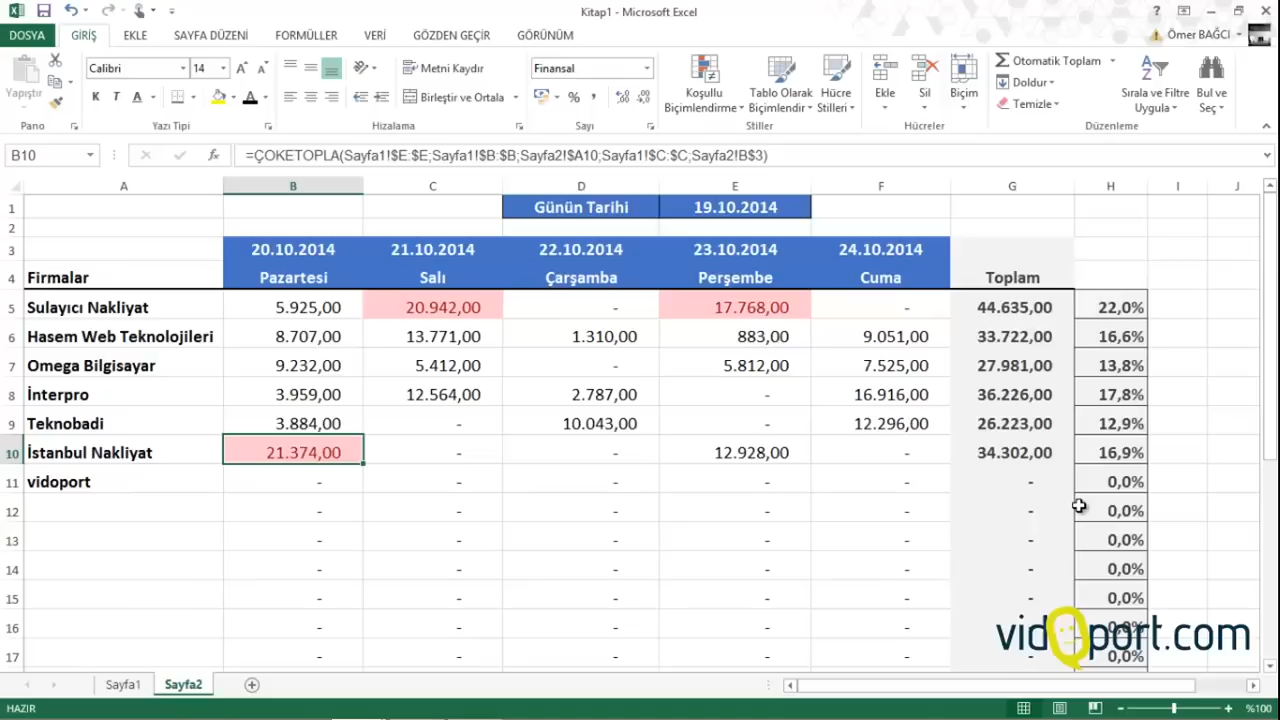 Kitap1 - Microsoft Excel
DOSYA GİRİŞ EKLE SAYFA DÜZENİ FORMÜLLER VERİ GÖZDEN GEÇİR GÖRÜNÜM Ömer BAĞCI
Yapıştır
Calibri 14
K T A A
Metni Kaydır
Birleştir ve Ortala
Finansal
%
Koşullu Biçimlendirme
Tablo Olarak Biçimlendir
Hücre Stilleri
Ekle Sil Biçim
Otomatik Toplam
Doldur
Temizle
Sırala ve Filtre Uygula
Bul ve Seç
Pano Yazı Tipi Hizalama Sayı Stiller Hücreler Düzenleme
B10 fx =ÇOKETOPLA(Sayfa1!$E:$E;Sayfa1!$B:$B;Sayfa2!$A10;Sayfa1!$C:$C;Sayfa2!B$3)
A B C D E F G H I J
1 Günün Tarihi 19.10.2014
2
3 20.10.2014 21.10.2014 22.10.2014 23.10.2014 24.10.2014
4 Firmalar Pazartesi Salı Çarşamba Perşembe Cuma Toplam
5 Sulayıcı Nakliyat 5.925,00 20.942,00 - 17.768,00 - 44.635,00 22,0%
6 Hasem Web Teknolojileri 8.707,00 13.771,00 1.310,00 883,00 9.051,00 33.722,00 16,6%
7 Omega Bilgisayar 9.232,00 5.412,00 - 5.812,00 7.525,00 27.981,00 13,8%
8 İnterpro 3.959,00 12.564,00 2.787,00 - 16.916,00 36.226,00 17,8%
9 Teknobadi 3.884,00 - 10.043,00 - 12.296,00 26.223,00 12,9%
10 İstanbul Nakliyat 21.374,00 - - 12.928,00 - 34.302,00 16,9%
11 vidoport - - - - - - 0,0%
12 - - - - - - 0,0%
13 - - - - - - 0,0%
14 - - - - - - 0,0%
15 - - - - - - 0,0%
16 - - - - - - 0,0%
17 - - - - - - 0,0%
vidoport.com
Sayfa1 Sayfa2
HAZIR %100